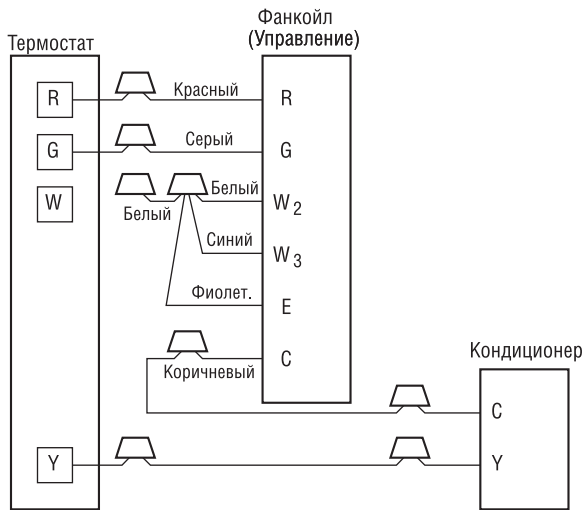 Фанкойл
(Управление)
Термостат
R
Красный
R
G
Серый
G
W
Белый
Белый
W2
Синий
W3
Фиолет.
E
Коричневый
C
Кондиционер
C
Y
Y